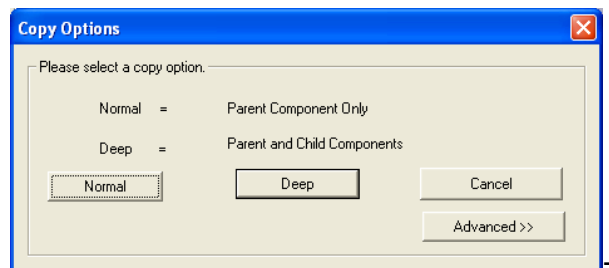 Copy Options
Please select a copy option.
Normal = Parent Component Only
Deep = Parent and Child Components
Normal Deep Cancel
Advanced >>